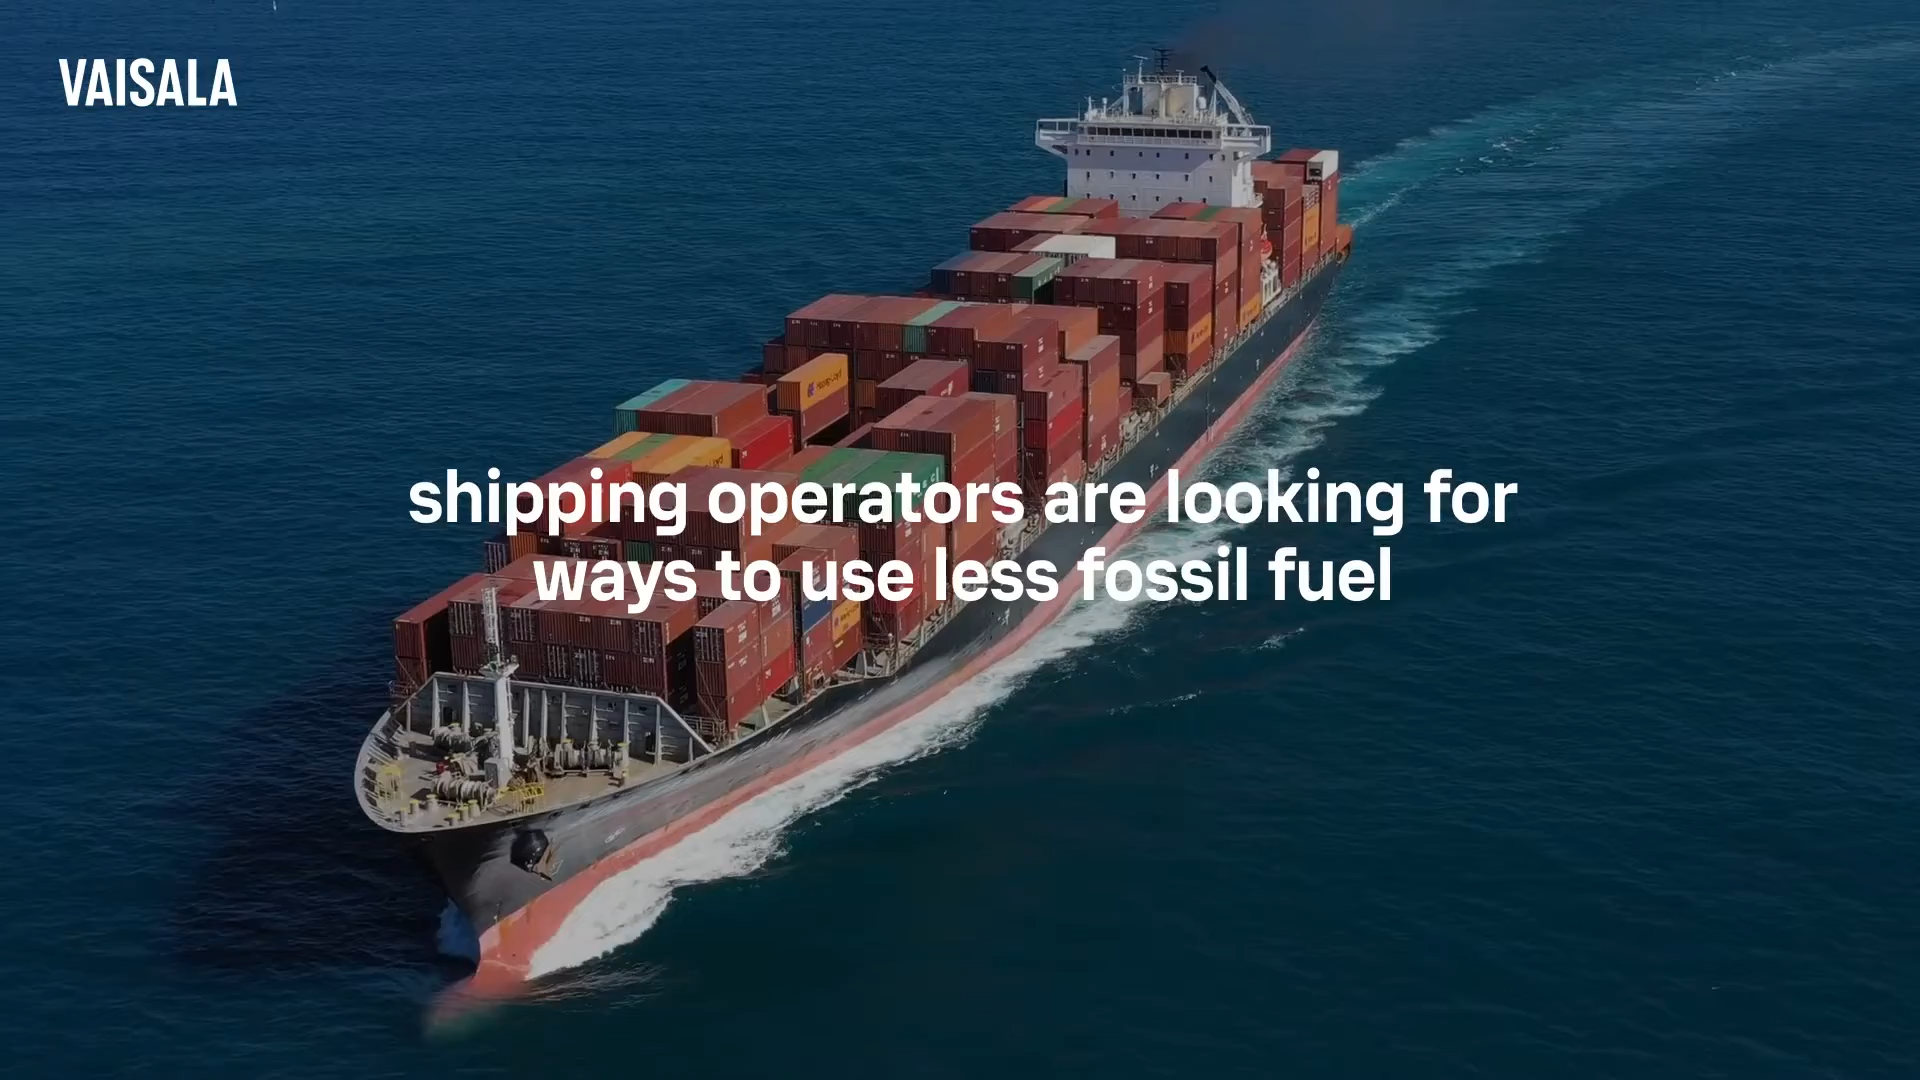 VAISALA
shipping operators are looking for
ways to use less fossil fuel